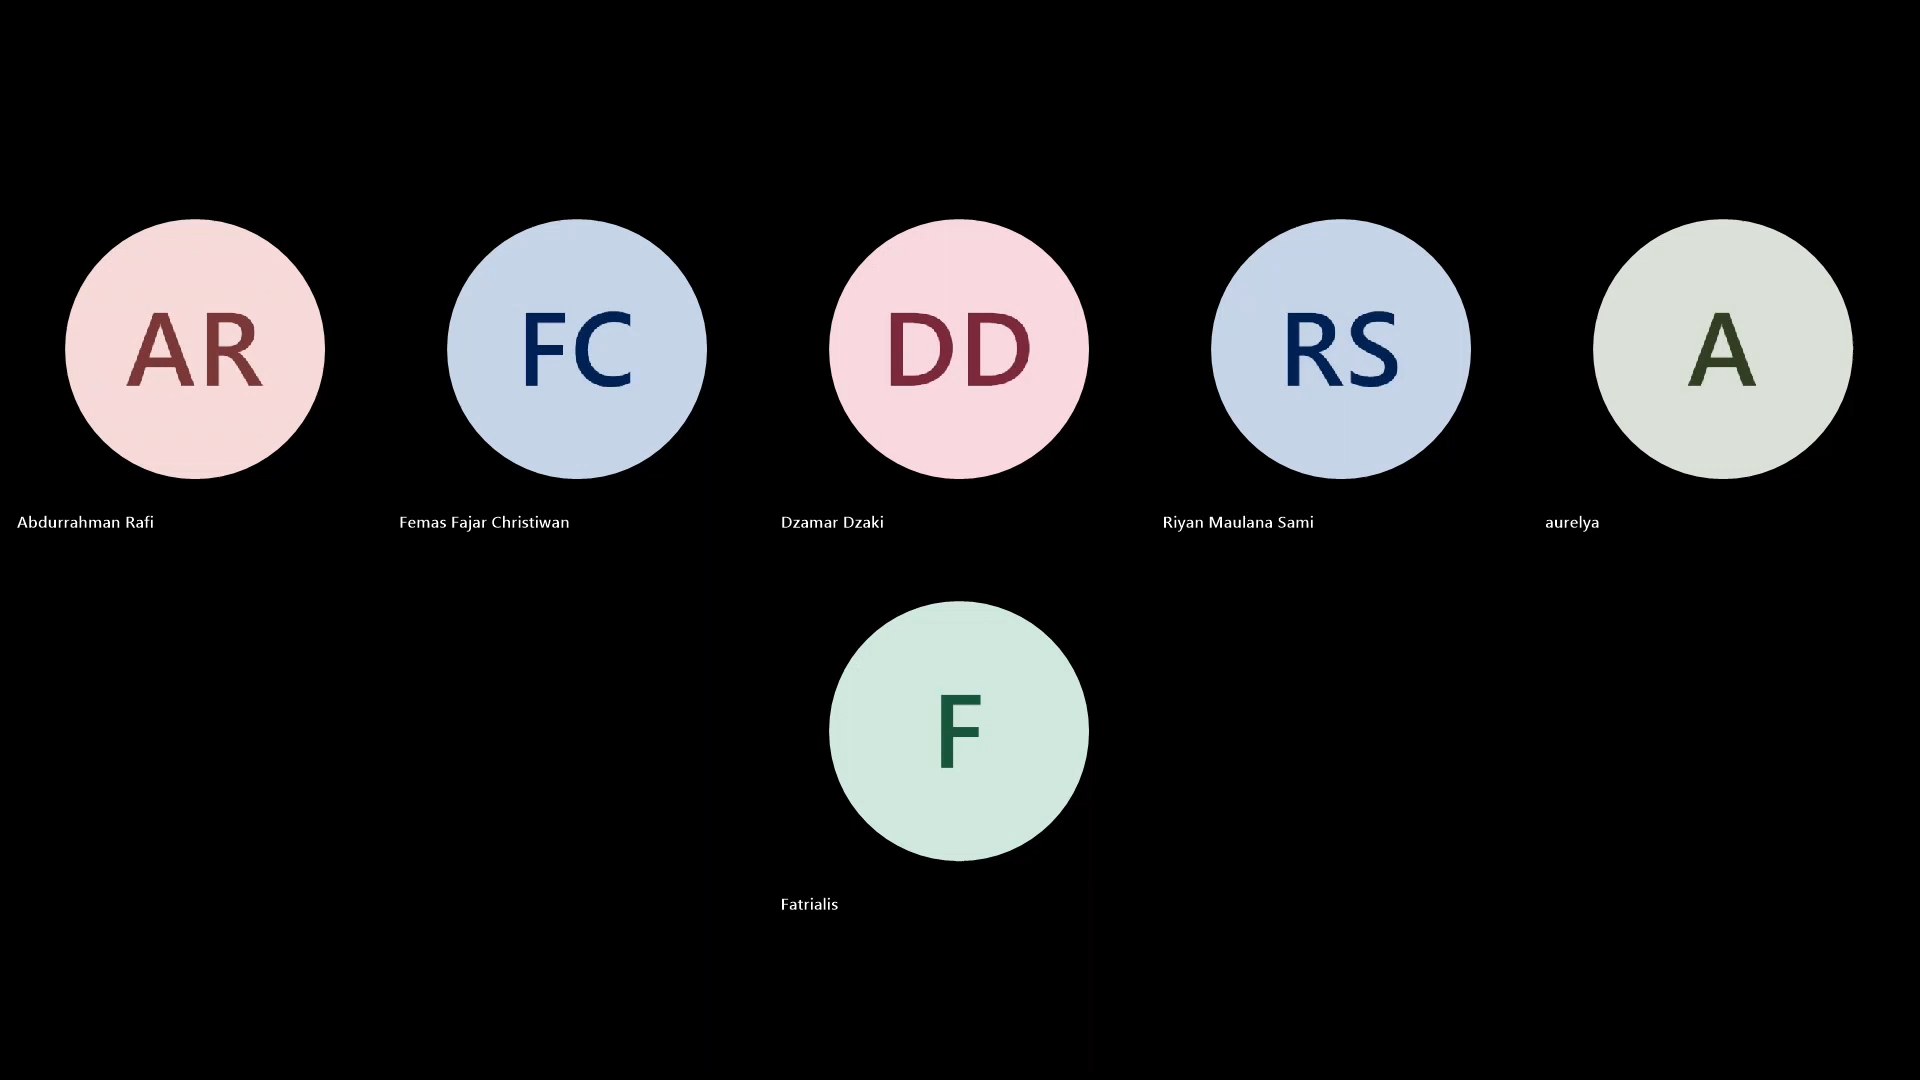 AR
FC
DD
RS
A
Abdurrahman Rafi
Femas Fajar Christiwan
Dzamar Dzaki
Riyan Maulana Sami
aurelya
F
Fatrialis